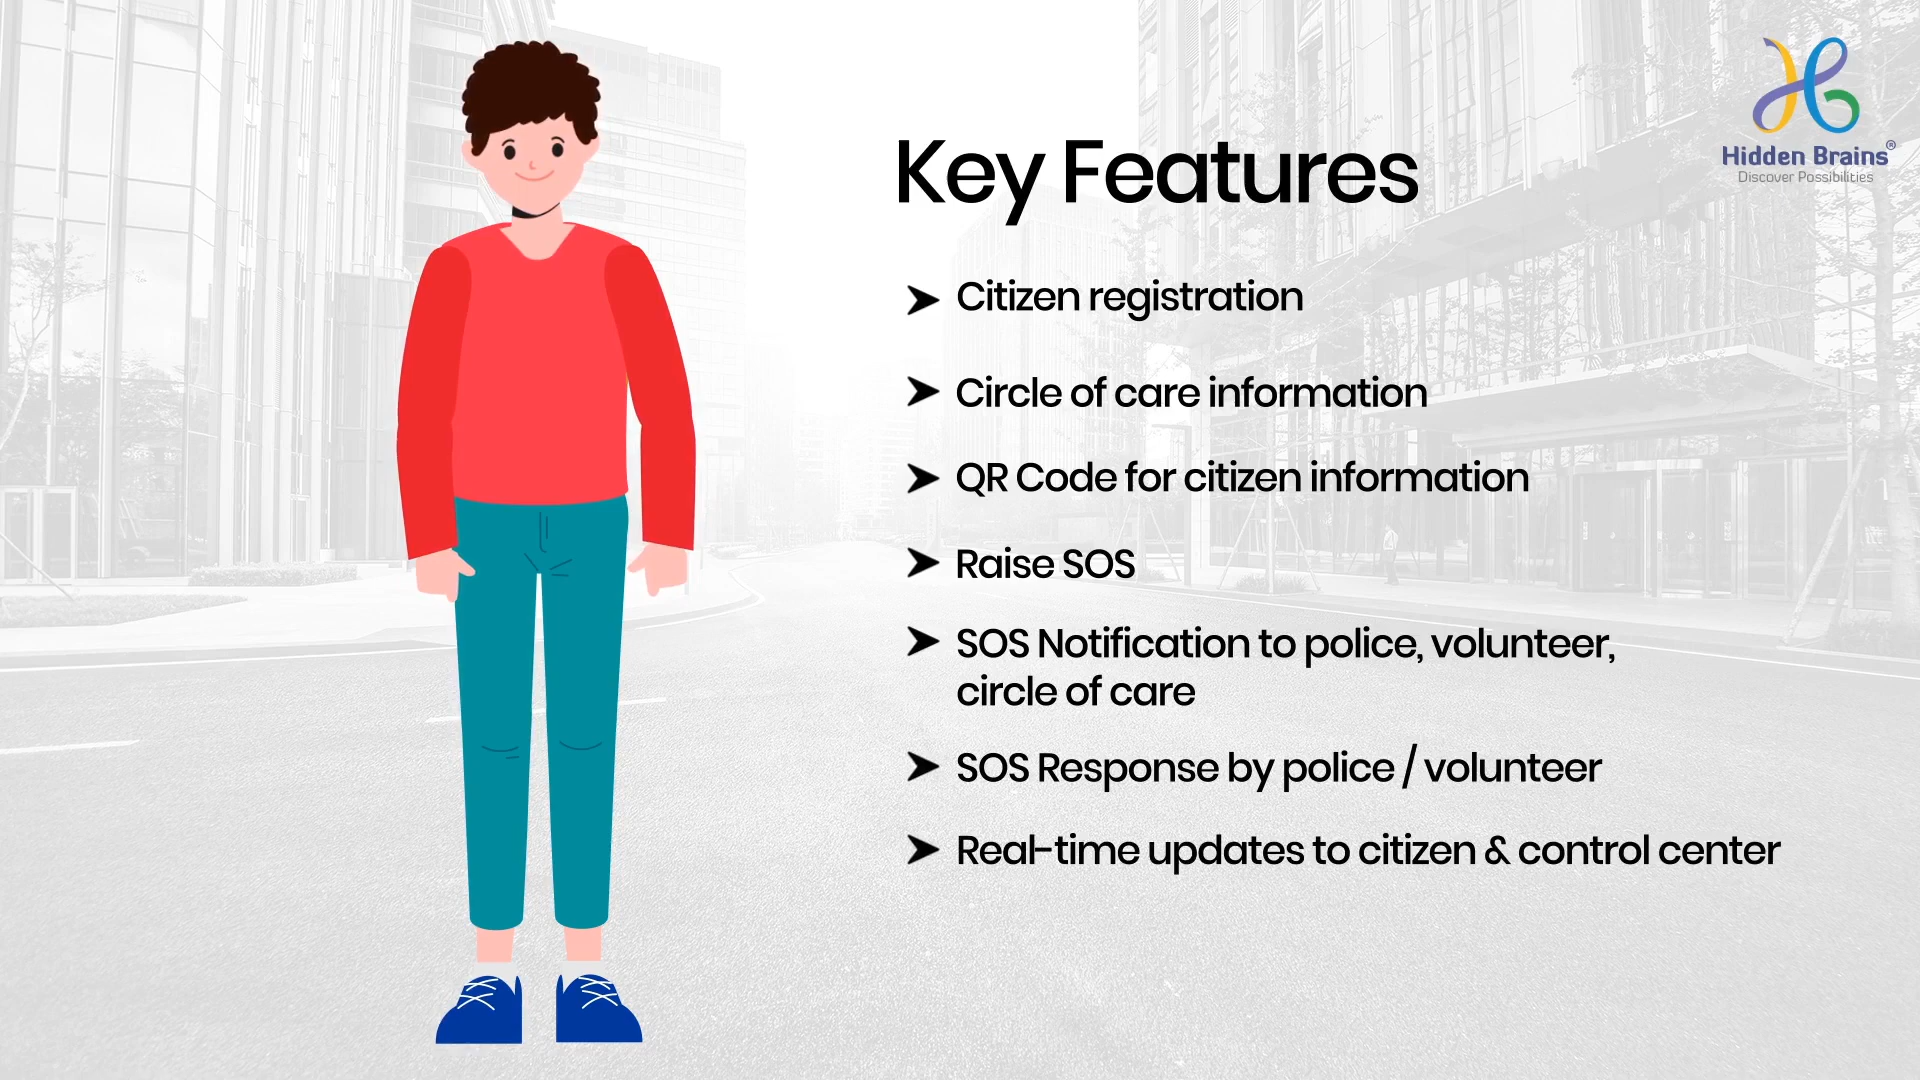 Hidden Brains®
Discover Possibilities
Key Features
Citizen registration
Circle of care information
QR Code for citizen information
Raise SOS
SOS Notification to police, volunteer,
circle of care
SOS Response by police / volunteer
Real-time updates to citizen & control center